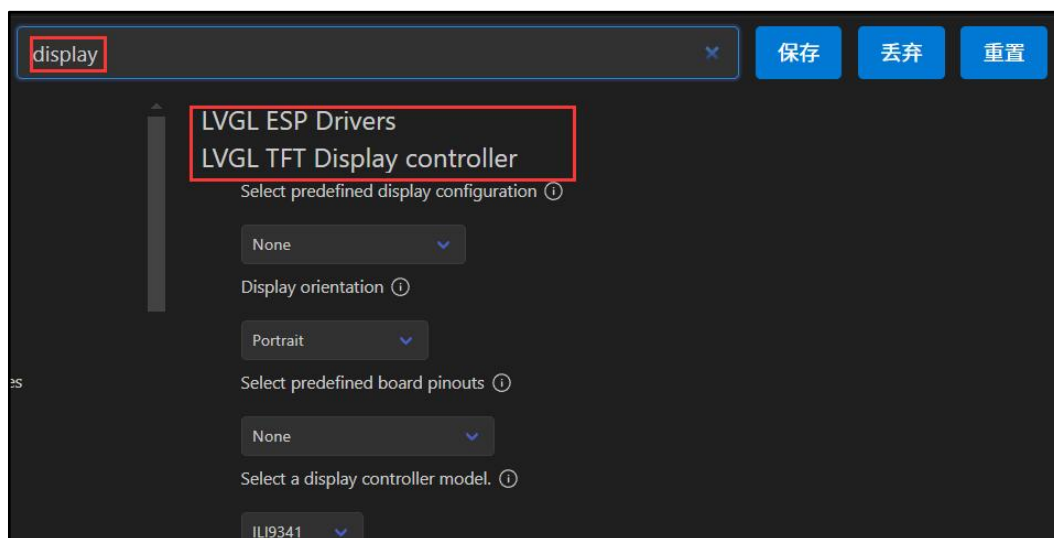 display
保存
丢弃
重置
LVGL ESP Drivers
LVGL TFT Display controller
Select predefined display configuration
None
Display orientation
Portrait
es
Select predefined board pinouts
None
Select a display controller model.
ILI9341